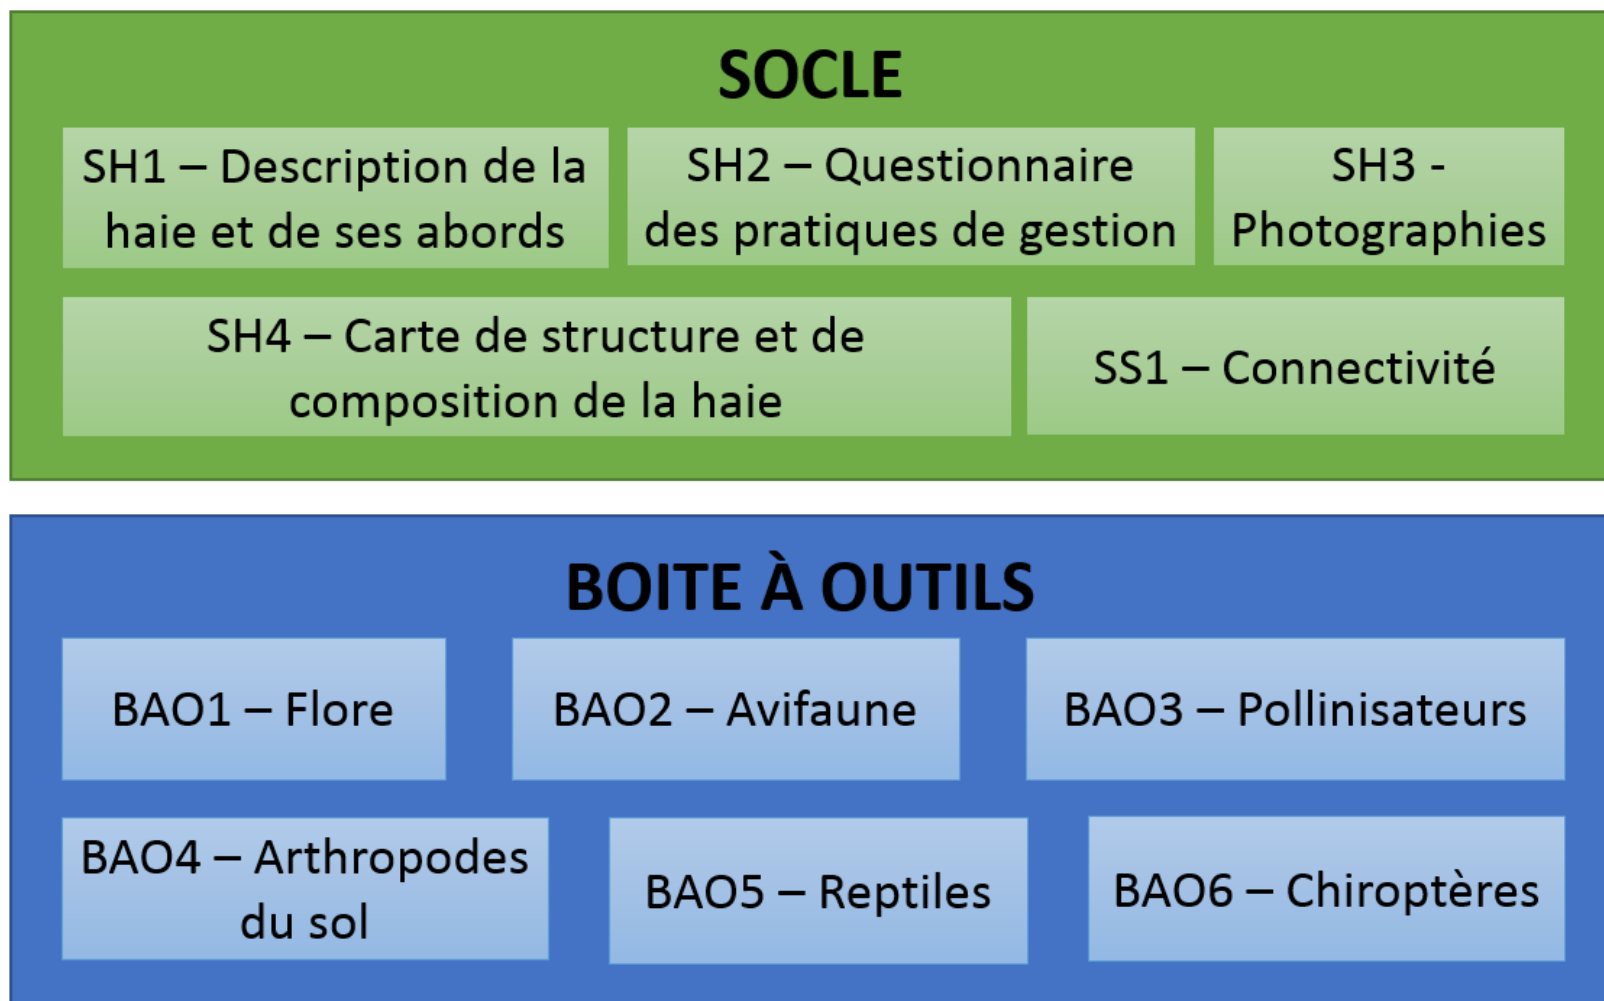 SOCLE
SH1 – Description de la
haie et de ses abords
SH2 – Questionnaire
des pratiques de gestion
SH3 -
Photographies
SH4 – Carte de structure et de
composition de la haie
SS1 – Connectivité
BOITE À OUTILS
BAO1 – Flore
BAO2 – Avifaune
BAO3 – Pollinisateurs
BAO4 – Arthropodes
du sol
BAO5 – Reptiles
BAO6 – Chiroptères